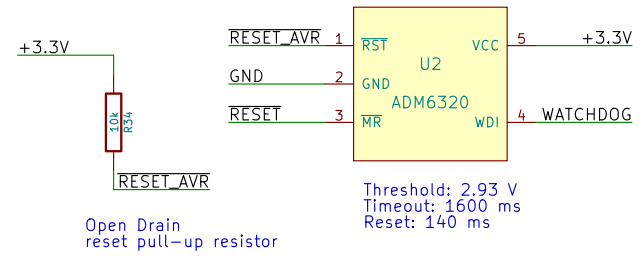 +3.3V
10k
R34
RESET_AVR
Open Drain
reset pull-up resistor
RESET_AVR
1
RST
GND
2
GND
RESET
3
MR
U2
ADM6320
VCC
5
+3.3V
WDI
4
WATCHDOG
Threshold: 2.93 V
Timeout: 1600 ms
Reset: 140 ms